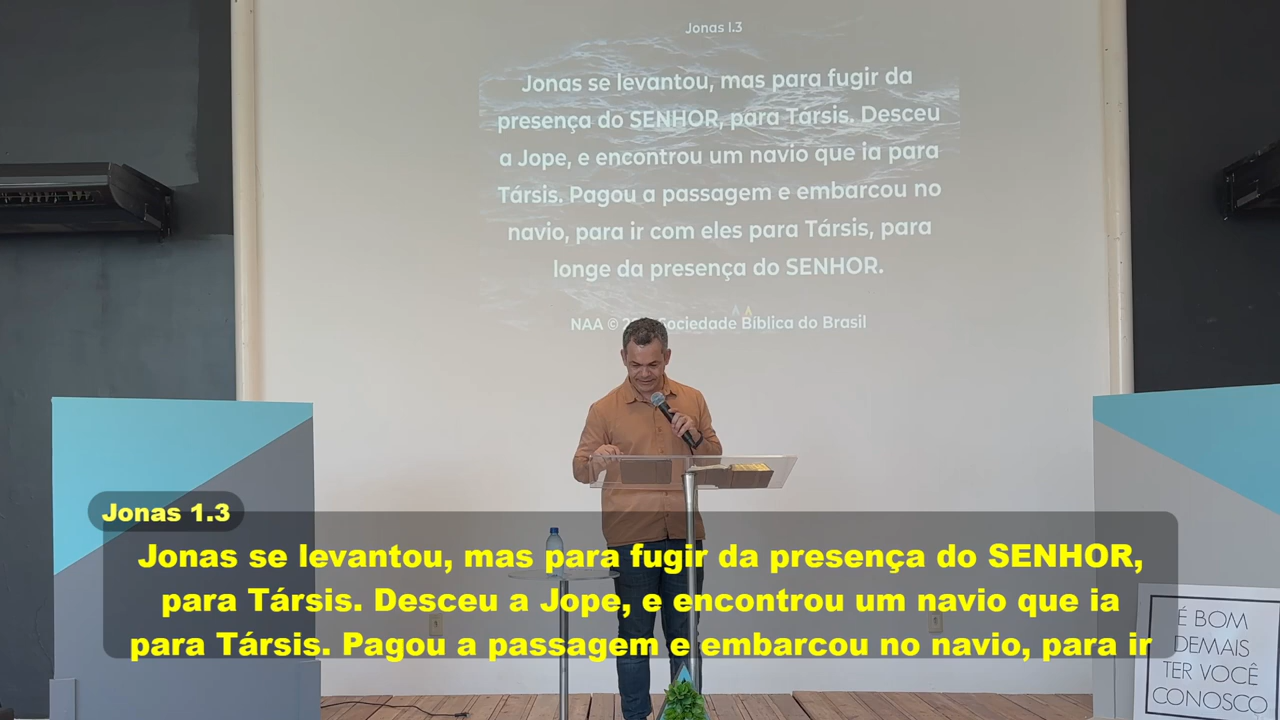 Jonas 1.3
Jonas se levantou, mas para fugir da
presença do SENHOR, para Társis. Desceu
a Jope, e encontrou um navio que ia para
Társis. Pagou a passagem e embarcou no
navio, para ir com eles para Társis, para
longe da presença do SENHOR.
NAA © Sociedade Bíblica do Brasil
Jonas 1.3
Jonas se levantou, mas para fugir da presença do SENHOR,
para Társis. Desceu a Jope, e encontrou um navio que ia
para Társis. Pagou a passagem e embarcou no navio, para ir
É BOM
DEMAIS
TER VOCÊ
CONOSCO